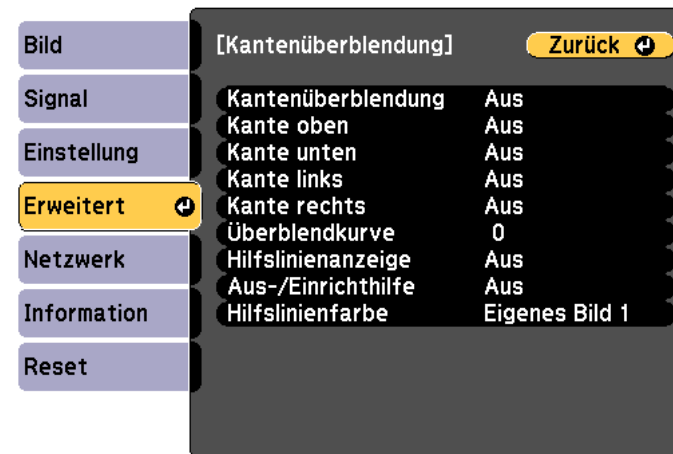 Bild
Signal
Einstellung
Erweitert
Netzwerk
Information
Reset
[Kantenüberblendung] Zurück
Kantenüberblendung Aus
Kante oben Aus
Kante unten Aus
Kante links Aus
Kante rechts Aus
Überblendkurve 0
Hilfslinienanzeige Aus
Aus-/Einrichthilfe Aus
Hilfslinienfarbe Eigenes Bild 1